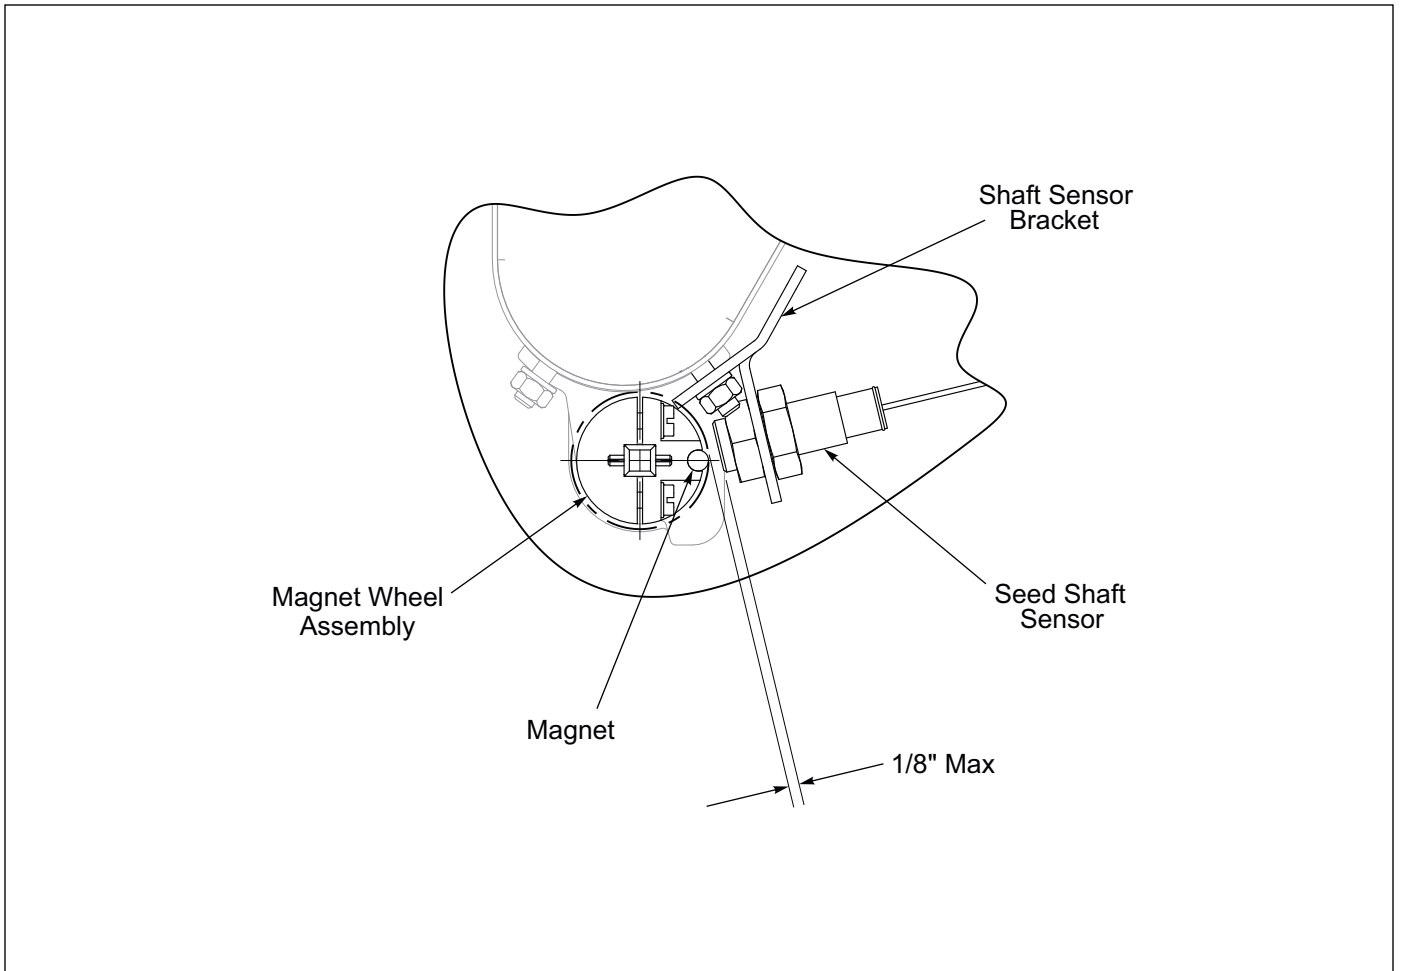 Shaft Sensor
Bracket
Magnet Wheel
Assembly
Seed Shaft
Sensor
Magnet
1/8" Max